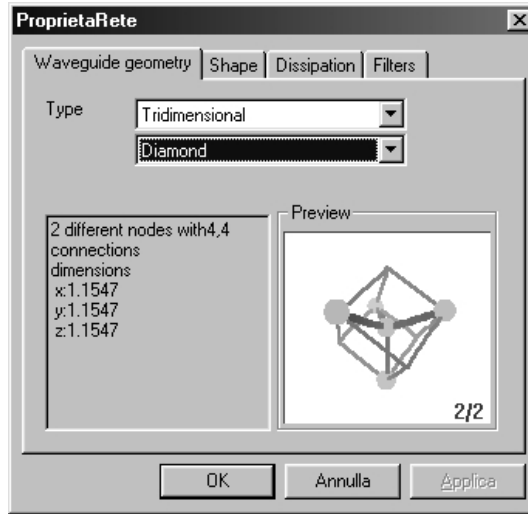 ProprietaRete
Waveguide geometry Shape Dissipation Filters
Type
Tridimensional
Diamond
2 different nodes with4,4
connections
dimensions
x:1.1547
y:1.1547
z:1.1547
Preview
2/2
OK Annulla Applica